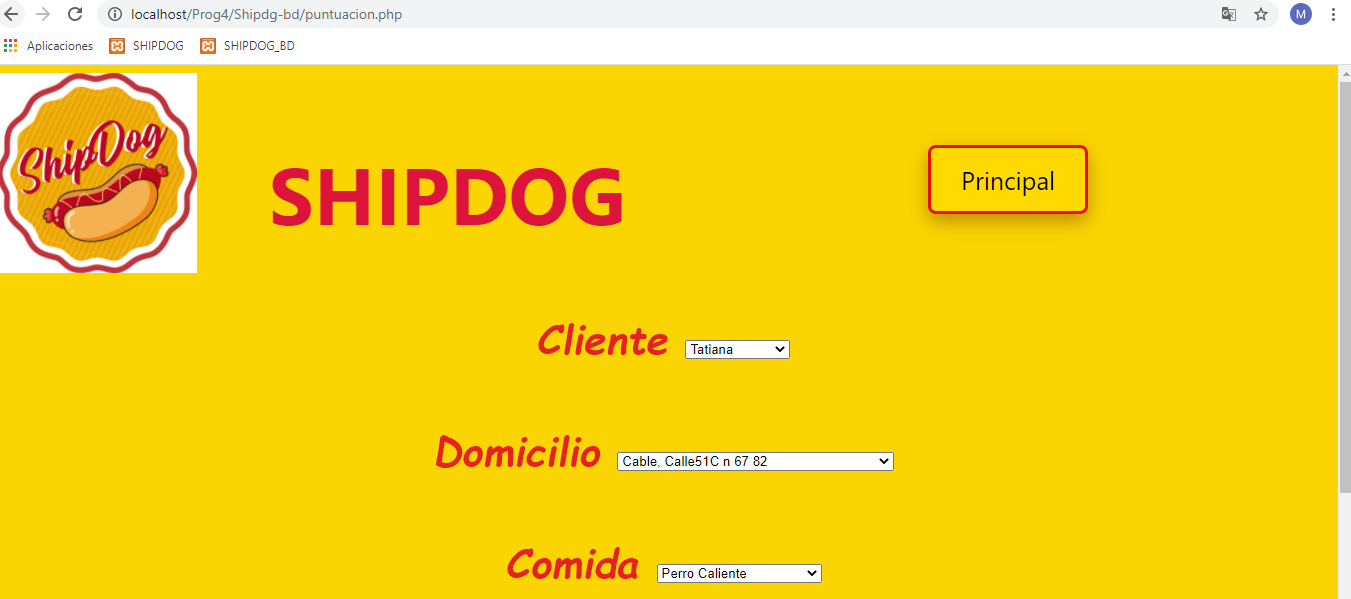 localhost/Prog4/Shipdg-bd/puntuacion.php
M
Aplicaciones SHIPDOG SHIPDOG_BD
ShipDog
SHIPDOG
Principal
Cliente Tatiana
Domicilio Cable, Calle51C n 67 82
Comida Perro Caliente